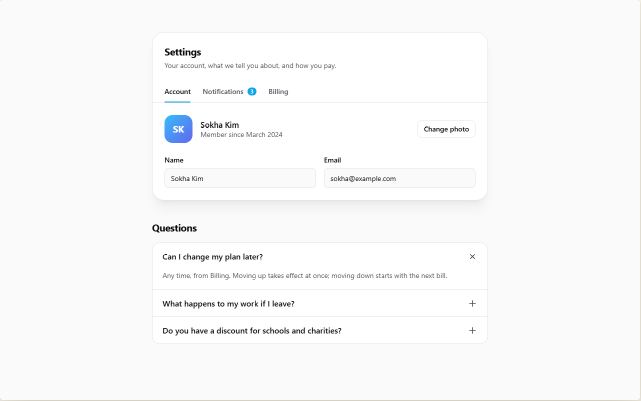 Settings
Your account, what we tell you about, and how you pay.
Account Notifications 3 Billing
SK
Sokha Kim
Member since March 2024
Change photo
Name Email
Sokha Kim sokha@example.com
Questions
Can I change my plan later?
Any time, from Billing. Moving up takes effect at once; moving down starts with the next bill.
What happens to my work if I leave?
Do you have a discount for schools and charities?